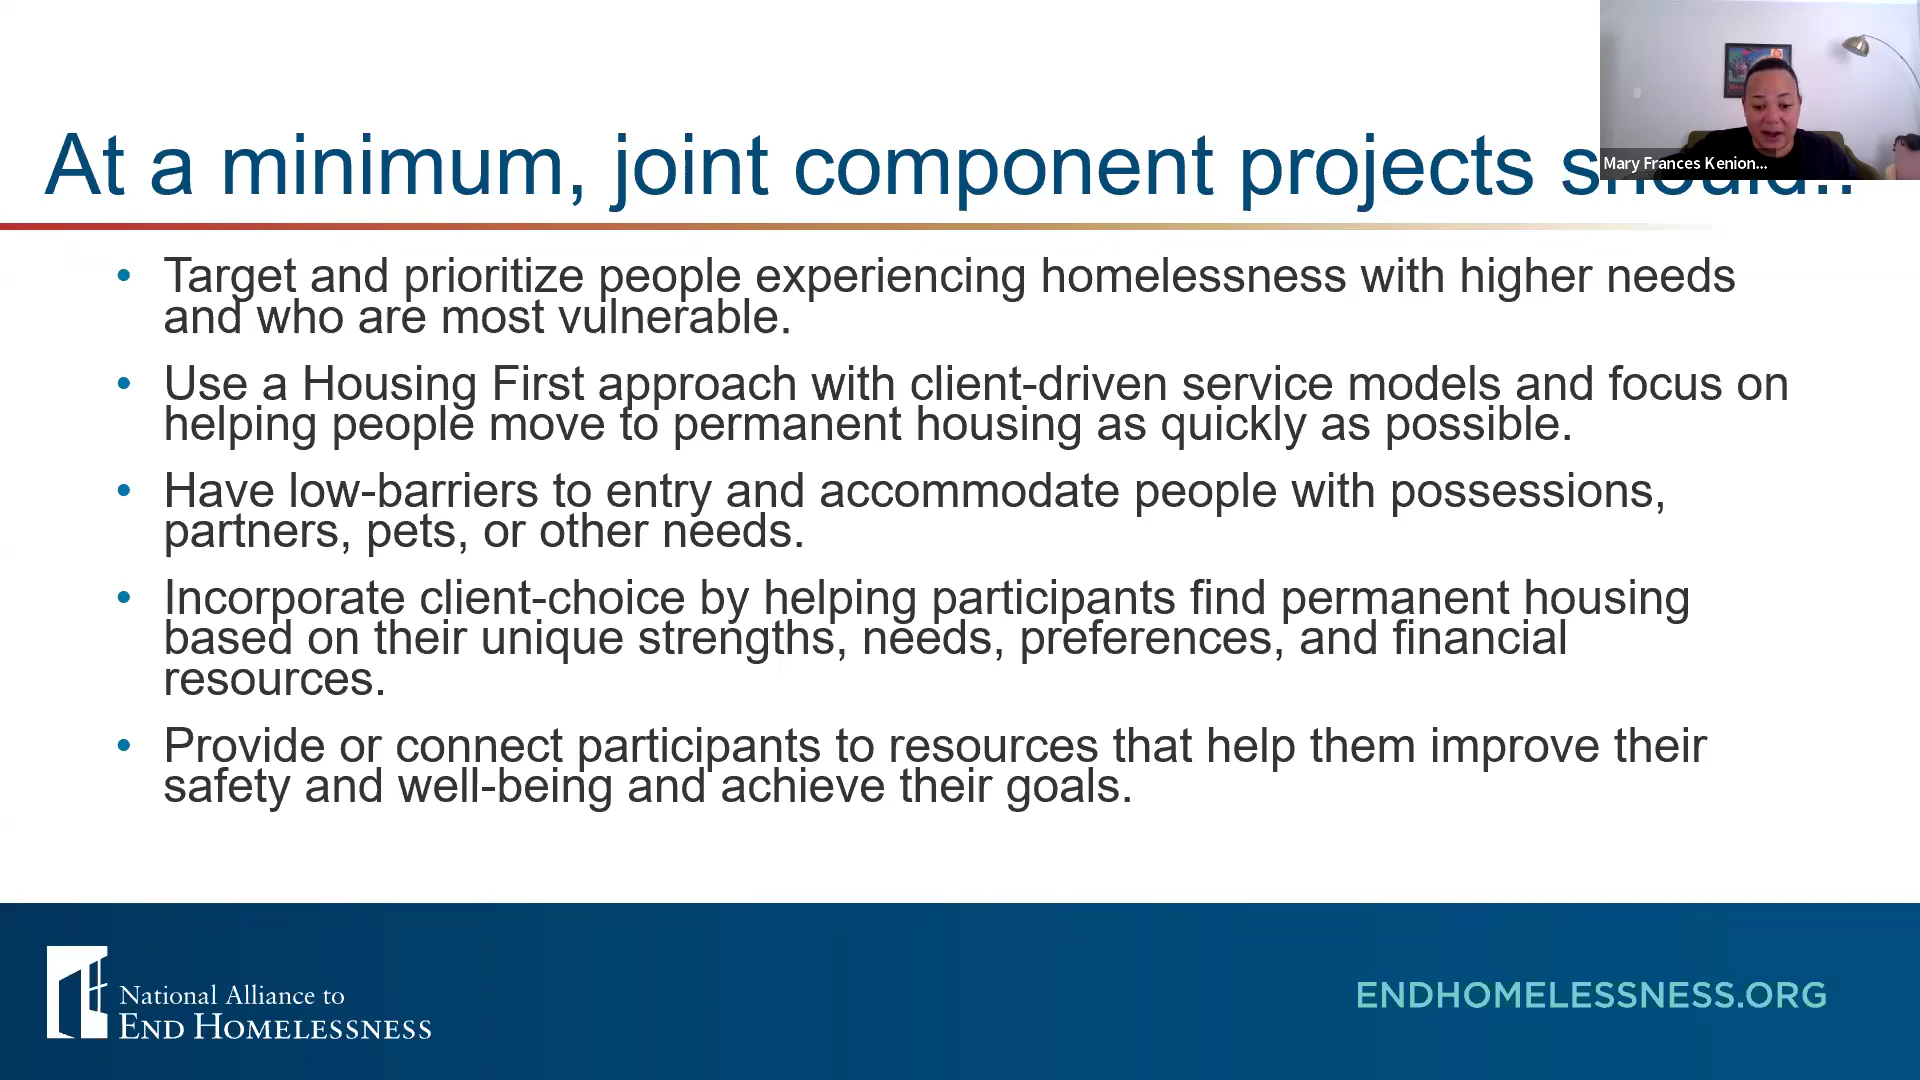 At a minimum, joint component projects should..
Mary Frances Kenion...
• Target and prioritize people experiencing homelessness with higher needs
and who are most vulnerable.
• Use a Housing First approach with client-driven service models and focus on
helping people move to permanent housing as quickly as possible.
• Have low-barriers to entry and accommodate people with possessions,
partners, pets, or other needs.
• Incorporate client-choice by helping participants find permanent housing
based on their unique strengths, needs, preferences, and financial
resources.
• Provide or connect participants to resources that help them improve their
safety and well-being and achieve their goals.
National Alliance to
END HOMELESSNESS
ENDHOMELESSNESS.ORG